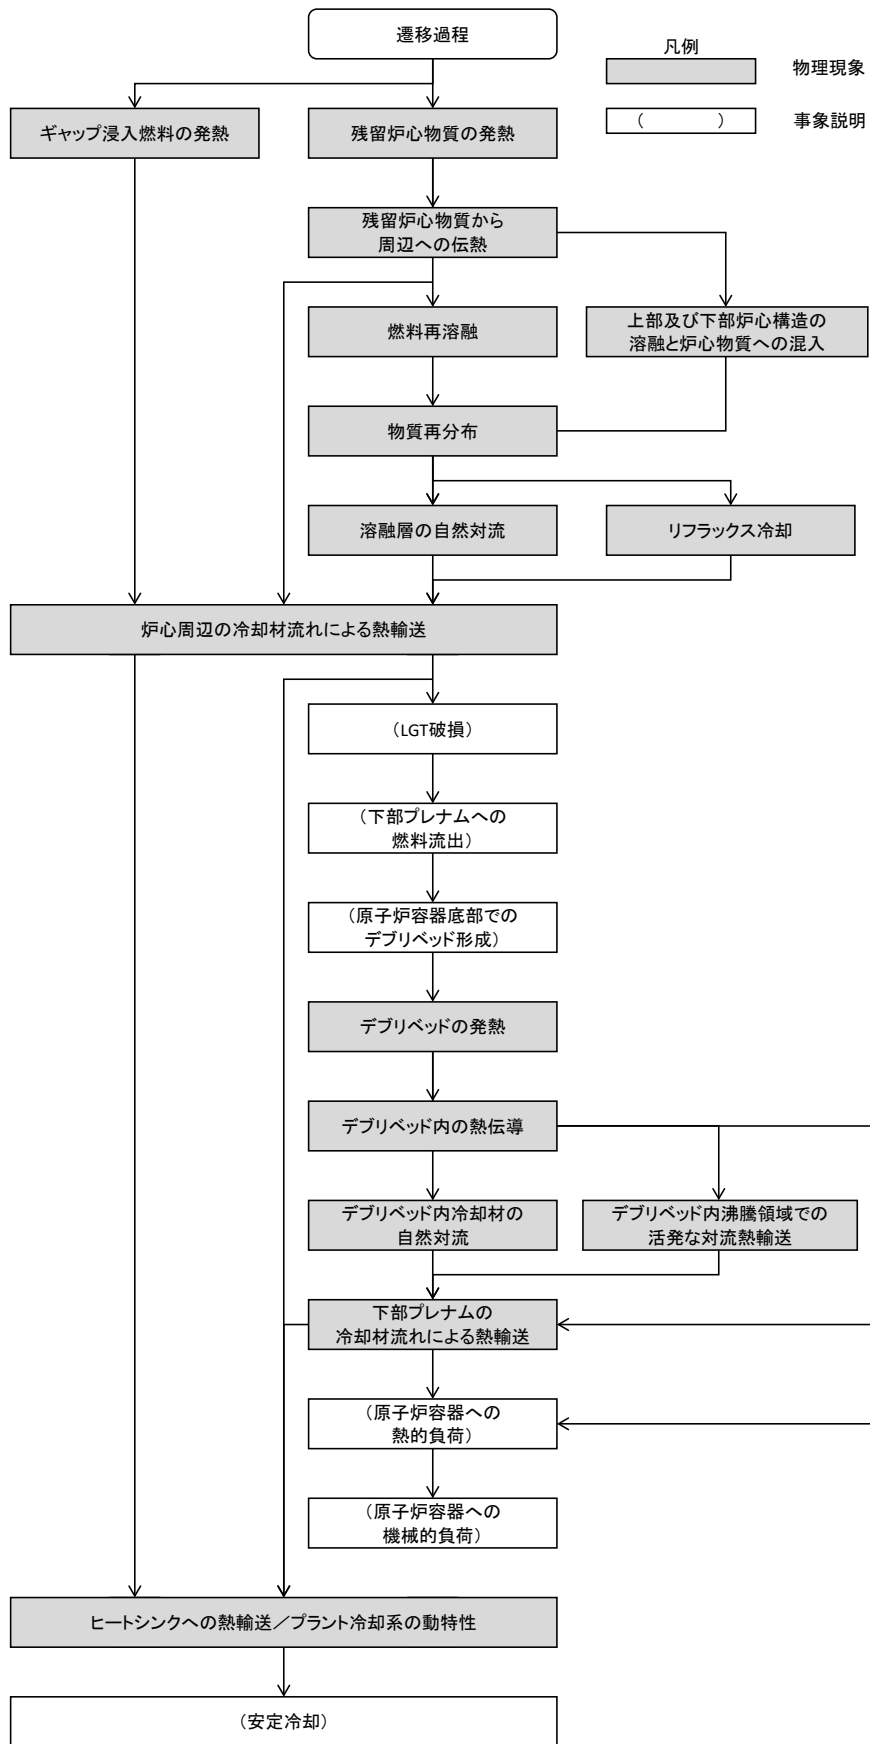 遷移過程
凡例
物理現象
(　　　　)
事象説明
ギャップ浸入燃料の発熱
残留炉心物質の発熱
残留炉心物質から
周辺への伝熱
燃料再溶融
上部及び下部炉心構造の
溶融と炉心物質への混入
物質再分布
溶融層の自然対流
リフラックス冷却
炉心周辺の冷却材流れによる熱輸送
（LGT破損）
（下部プレナムへの
燃料流出）
（原子炉容器底部での
デブリベッド形成）
デブリベッドの発熱
デブリベッド内の熱伝導
デブリベッド内冷却材の
自然対流
デブリベッド内沸騰領域での
活発な対流熱輸送
下部プレナムの
冷却材流れによる熱輸送
（原子炉容器への
熱的負荷）
（原子炉容器への
機械的負荷）
ヒートシンクへの熱輸送／プラント冷却系の動特性
（安定冷却）